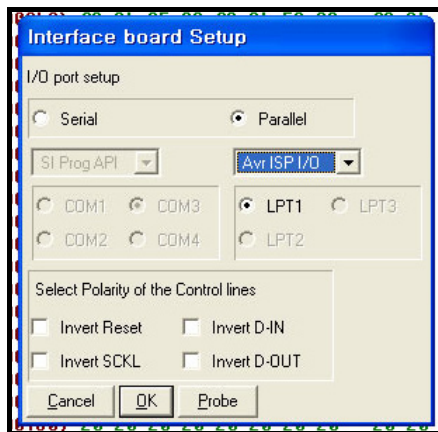 Interface board Setup
I/O port setup
Serial Parallel
SI Prog API Avr ISP I/O
COM1 COM3 LPT1 LPT3
COM2 COM4 LPT2
Select Polarity of the Control lines
Invert Reset Invert D-IN
Invert SCKL Invert D-OUT
Cancel OK Probe